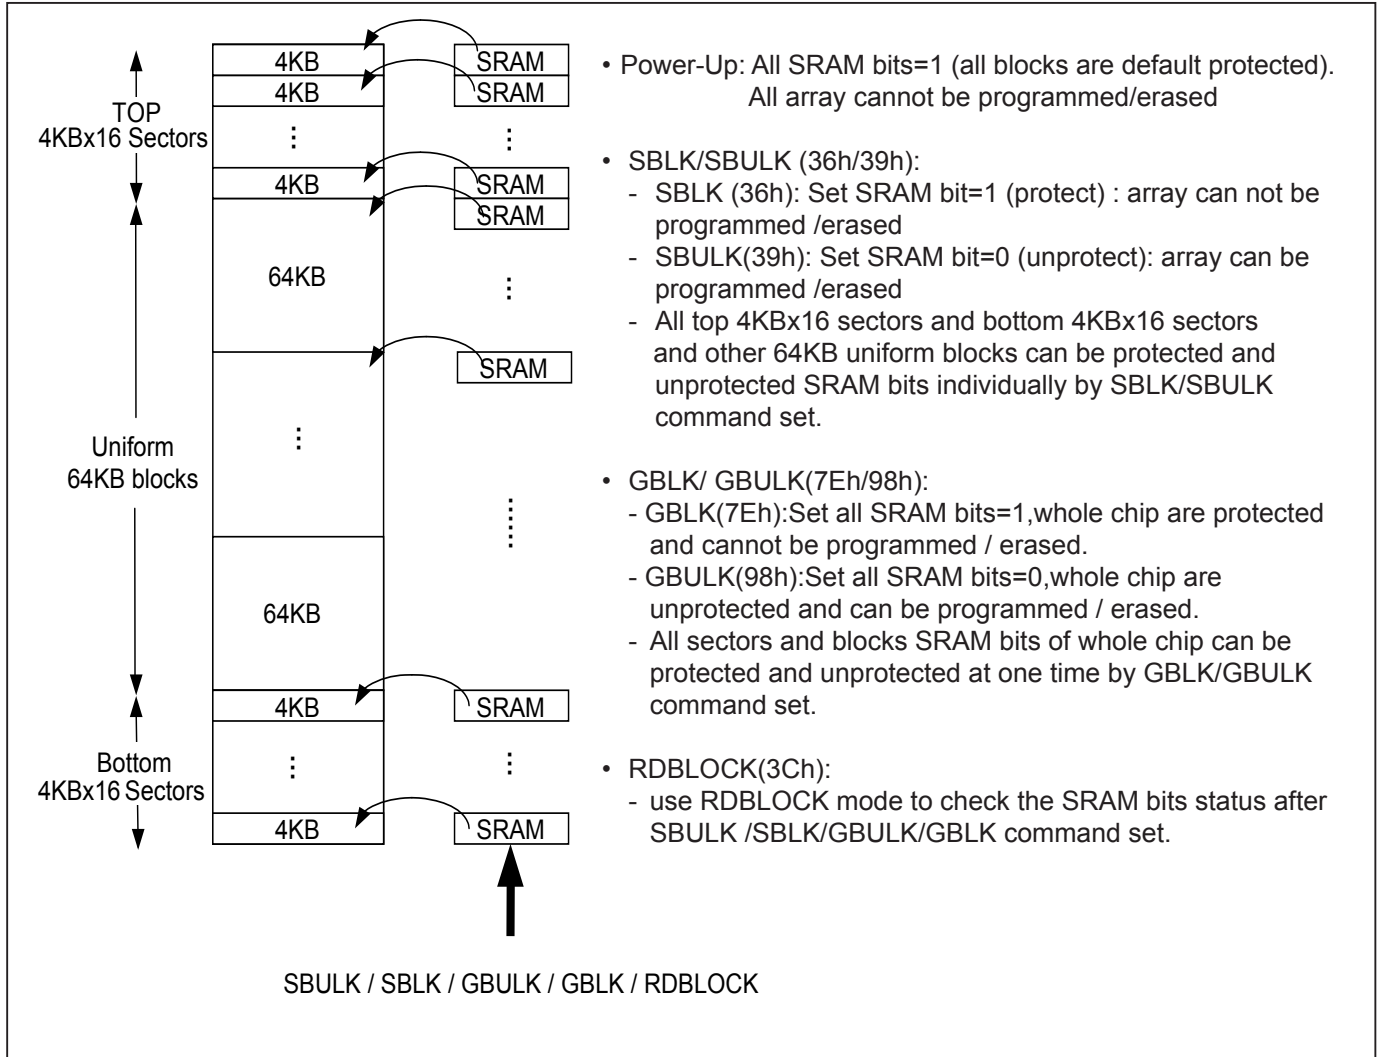 4KB
SRAM
4KB
SRAM
TOP
4KBx16 Sectors
4KB
SRAM
SRAM
64KB
SRAM
Uniform
64KB blocks
64KB
4KB
SRAM
Bottom
4KBx16 Sectors
4KB
SRAM
SBULK / SBLK / GBULK / GBLK / RDBLOCK
• Power-Up: All SRAM bits=1 (all blocks are default protected).
All array cannot be programmed/erased
• SBLK/SBULK (36h/39h):
- SBLK (36h): Set SRAM bit=1 (protect) : array can not be
programmed /erased
- SBULK(39h): Set SRAM bit=0 (unprotect): array can be
programmed /erased
- All top 4KBx16 sectors and bottom 4KBx16 sectors
and other 64KB uniform blocks can be protected and
unprotected SRAM bits individually by SBLK/SBULK
command set.
• GBLK/ GBULK(7Eh/98h):
- GBLK(7Eh):Set all SRAM bits=1,whole chip are protected
and cannot be programmed / erased.
- GBULK(98h):Set all SRAM bits=0,whole chip are
unprotected and can be programmed / erased.
- All sectors and blocks SRAM bits of whole chip can be
protected and unprotected at one time by GBLK/GBULK
command set.
• RDBLOCK(3Ch):
- use RDBLOCK mode to check the SRAM bits status after
SBULK /SBLK/GBULK/GBLK command set.